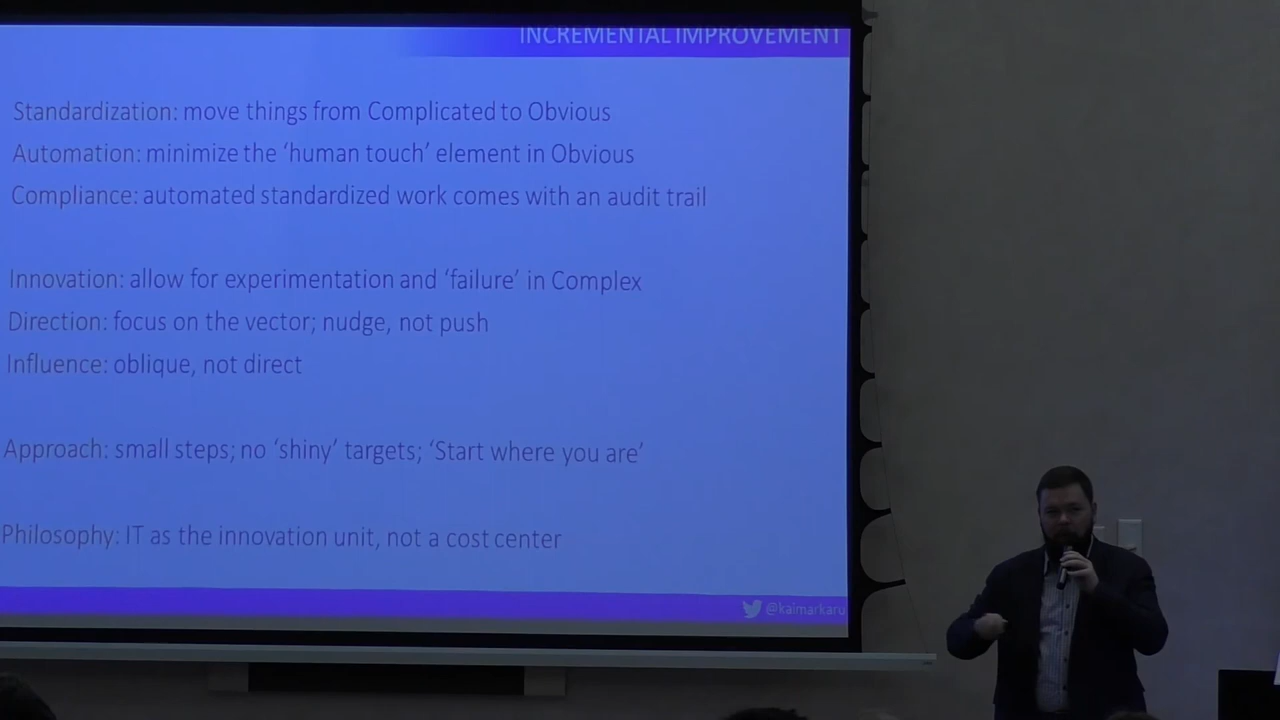 INCREMENTAL IMPROVEMENT
Standardization: move things from Complicated to Obvious
Automation: minimize the ‘human touch’ element in Obvious
Compliance: automated standardized work comes with an audit trail
Innovation: allow for experimentation and ‘failure’ in Complex
Direction: focus on the vector; nudge, not push
Influence: oblique, not direct
Approach: small steps; no ‘shiny’ targets; ‘Start where you are’
Philosophy: IT as the innovation unit, not a cost center
@kaimarkaru